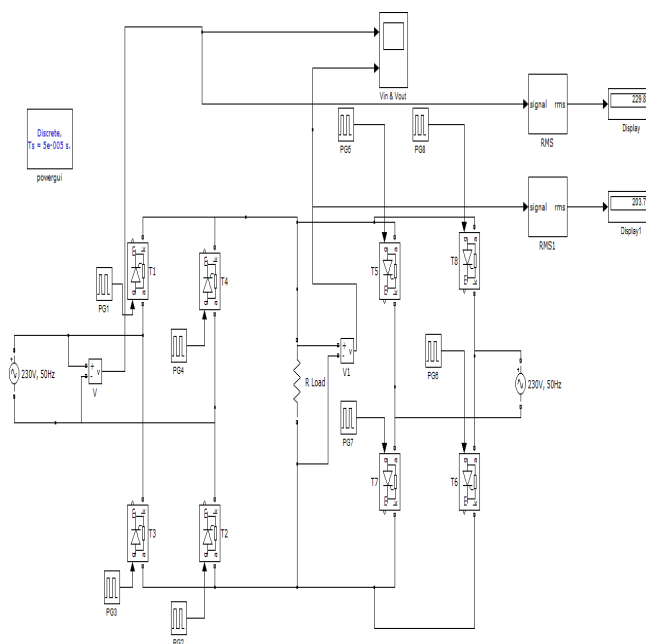 Vin & Vout
signal rms
RMS
229.8
Display
Discrete,
Ts = 5e-005 s.
powergui
PG5
PG8
signal rms
RMS1
203.7
Display1
T1
T4
T5
T8
PG1
PG4
230V, 50Hz
+
-
v
V
R Load
+
-
v
V1
PG6
230V, 50Hz
PG7
T3
T2
T7
T6
PG3
PG2